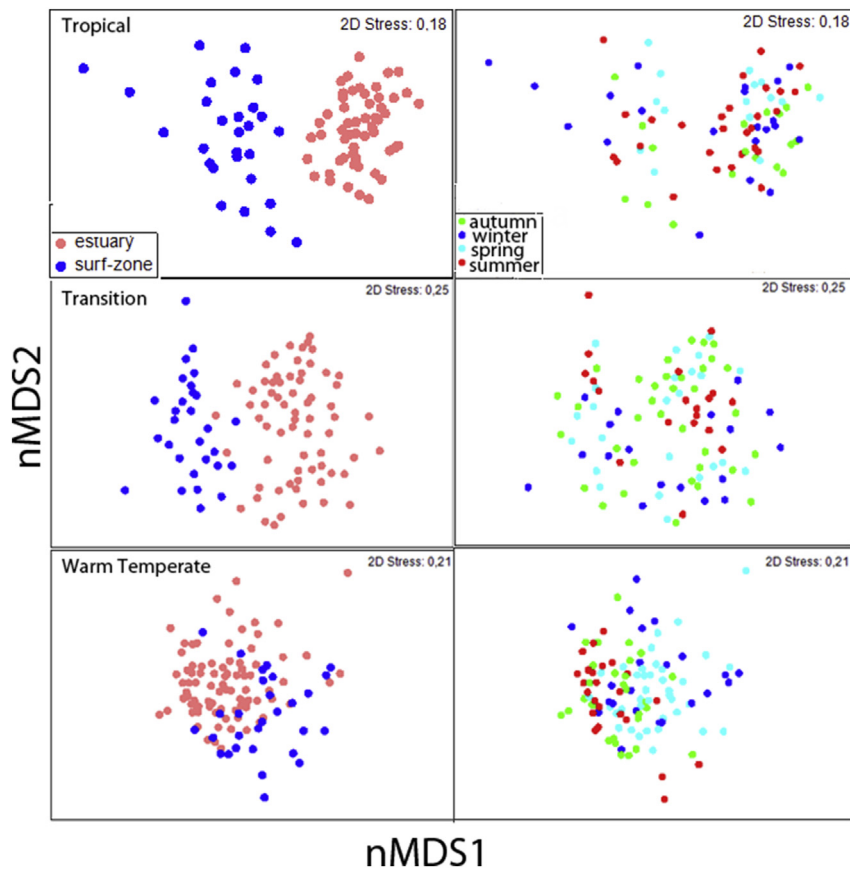 Tropical
2D Stress: 0,18
2D Stress: 0,18
estuary
surf-zone
autumn
winter
spring
summer
Transition
2D Stress: 0,25
2D Stress: 0,25
nMDS2
Warm Temperate
2D Stress: 0,21
2D Stress: 0,21
nMDS1